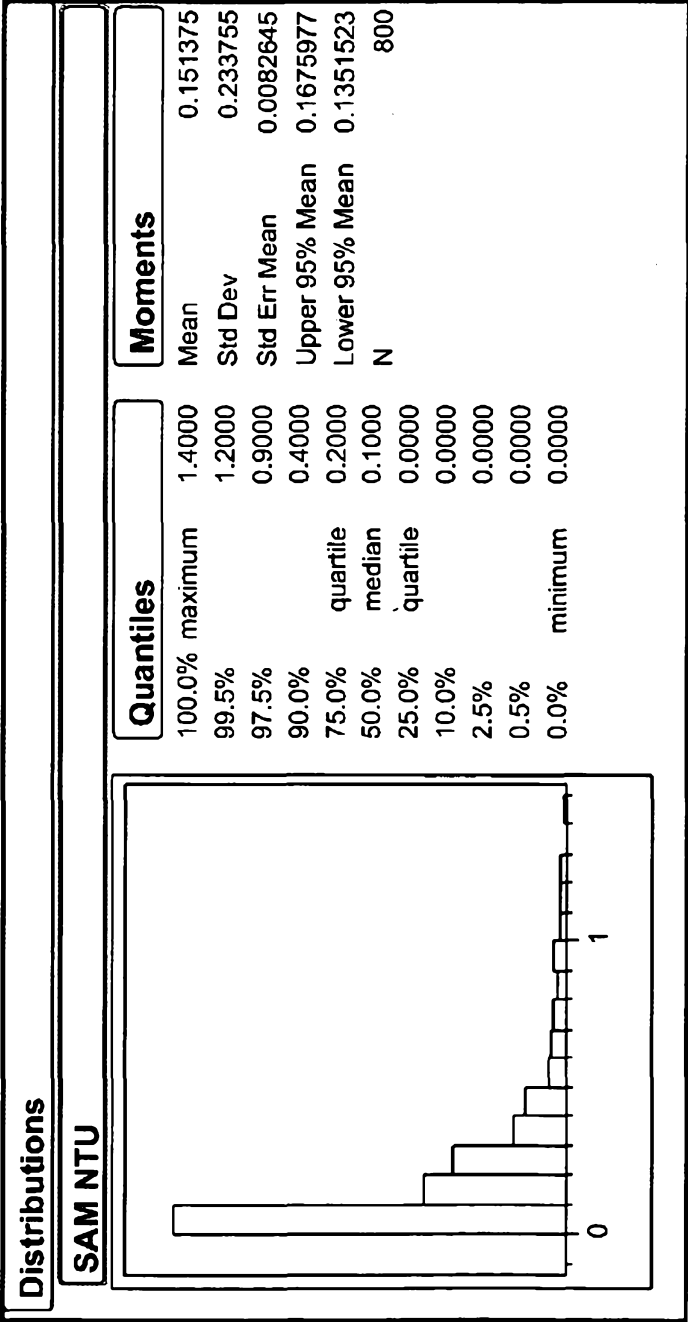 Distributions
SAM NTU
Quantiles
100.0% maximum 1.4000
99.5% 1.2000
97.5% 0.9000
90.0% 0.4000
75.0% quartile 0.2000
50.0% median 0.1000
25.0% quartile 0.0000
10.0% 0.0000
2.5% 0.0000
0.5% 0.0000
0.0% minimum 0.0000
Moments
Mean 0.151375
Std Dev 0.233755
Std Err Mean 0.0082645
Upper 95% Mean 0.1675977
Lower 95% Mean 0.1351523
N 800
0 1